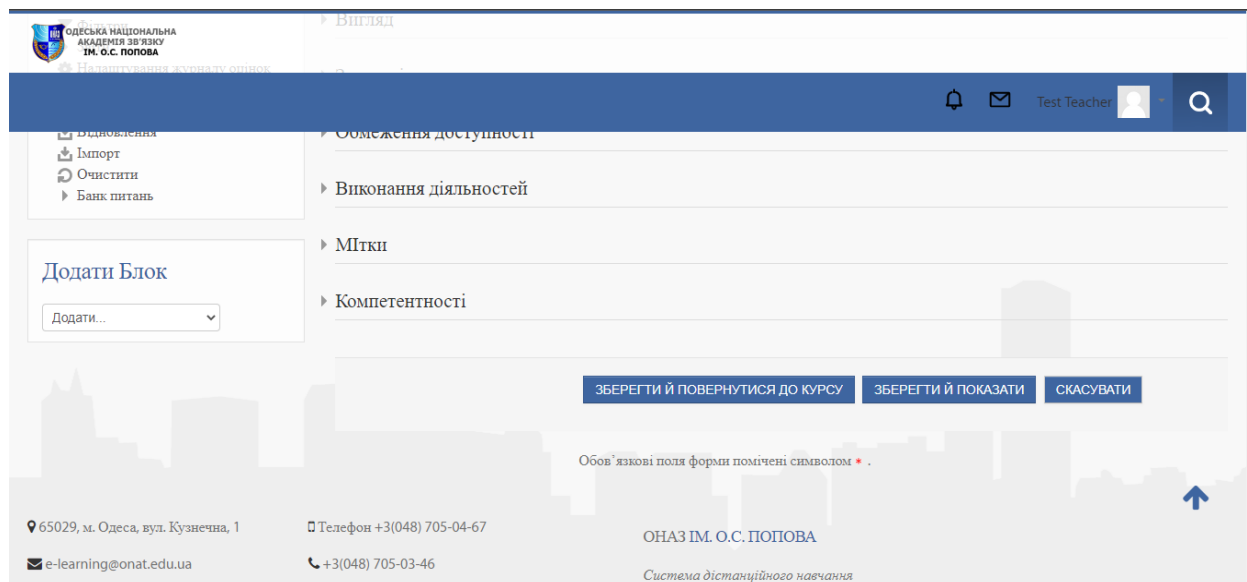 ОДЕСЬКА НАЦІОНАЛЬНА
АКАДЕМІЯ ЗВ'ЯЗКУ
ІМ. О.С. ПОПОВА
Фільтри
Вигляд
Налаштування журналу оцінок
Test Teacher
Відновлення
Імпорт
Очистити
Банк питань
Обмеження доступності
Виконання діяльностей
МІтки
Компетентності
Додати Блок
Додати...
ЗБЕРЕГТИ Й ПОВЕРНУТИСЯ ДО КУРСУ
ЗБЕРЕГТИ Й ПОКАЗАТИ
СКАСУВАТИ
Обов’язкові поля форми помічені символом * .
65029, м. Одеса, вул. Кузнечна, 1
e-learning@onat.edu.ua
Телефон +3(048) 705-04-67
+3(048) 705-03-46
ОНАЗ ІМ. О.С. ПОПОВА
Система дістанційного навчання